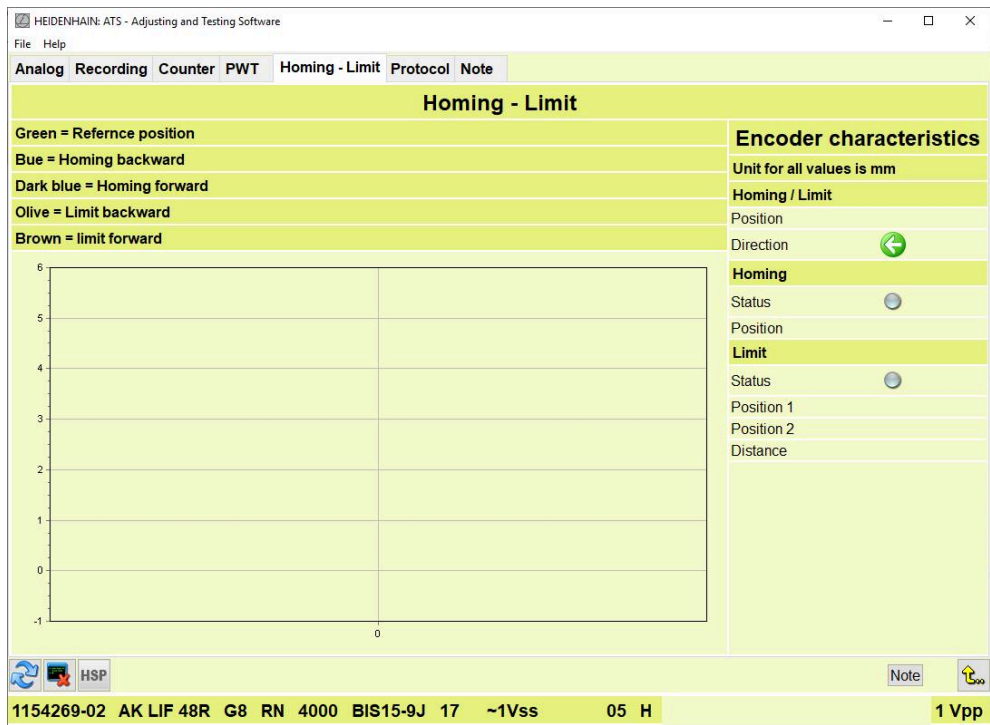 HEIDENHAIN: ATS - Adjusting and Testing Software
File Help
Analog Recording Counter PWT Homing - Limit Protocol Note
Homing - Limit
Green = Refernce position
Bue = Homing backward
Dark blue = Homing forward
Olive = Limit backward
Brown = limit forward
6
5
4
3
2
1
0
-1
0
Encoder characteristics
Unit for all values is mm
Homing / Limit
Position
Direction
Homing
Status
Position
Limit
Status
Position 1
Position 2
Distance
HSP
Note
1154269-02 AK LIF 48R G8 RN 4000 BIS15-9J 17 ~1Vss 05 H 1 Vpp